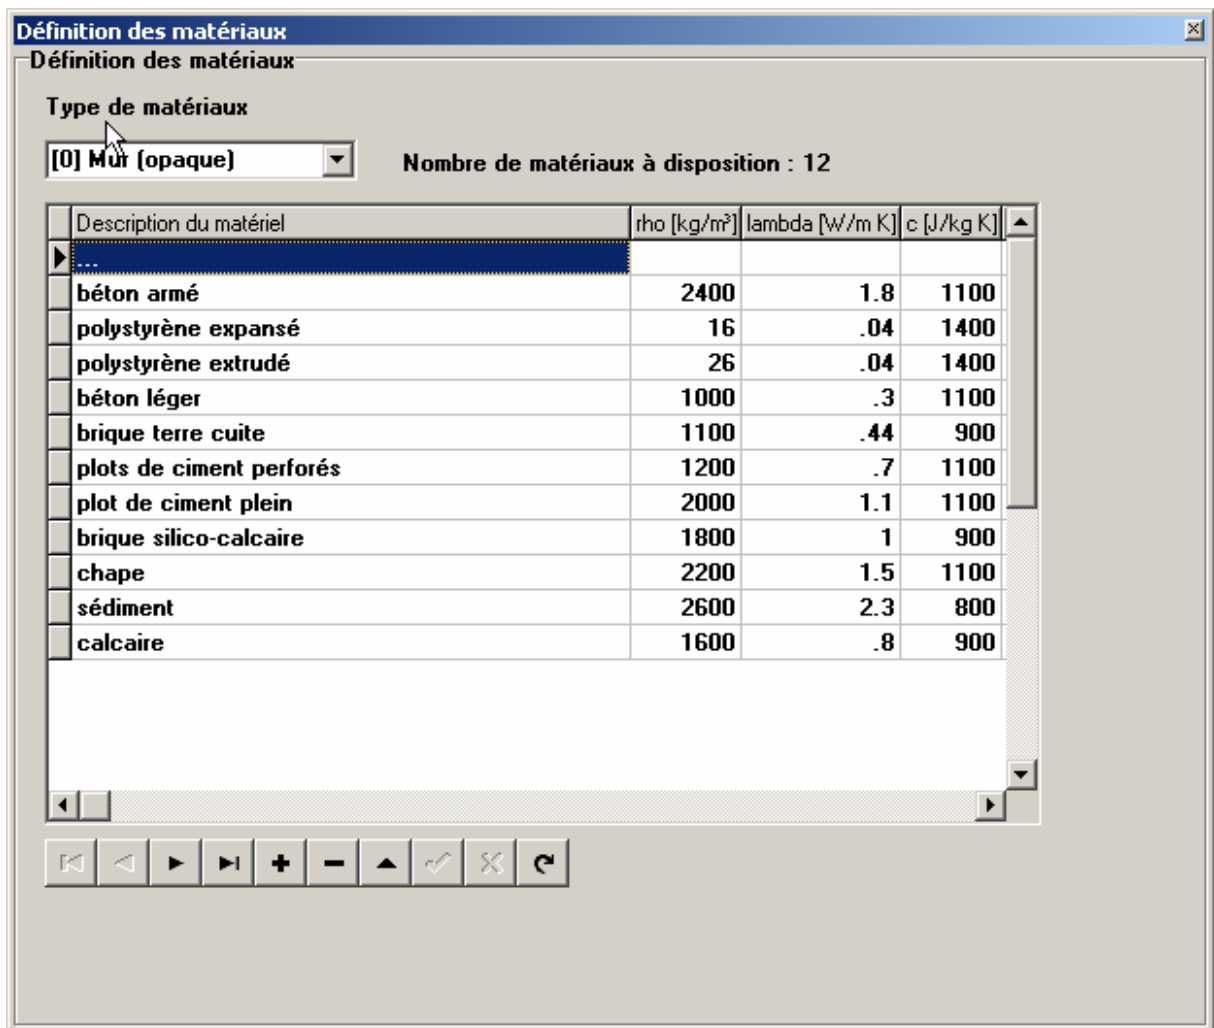 Définition des matériaux
Définition des matériaux
Type de matériaux
[0] Mur (opaque)
Nombre de matériaux à disposition : 12
Description du matériel rho [kg/m³] lambda [W/m K] c [J/kg K]
...
béton armé 2400 1.8 1100
polystyrène expansé 16 .04 1400
polystyrène extrudé 26 .04 1400
béton léger 1000 .3 1100
brique terre cuite 1100 .44 900
plots de ciment perforés 1200 .7 1100
plot de ciment plein 2000 1.1 1100
brique silico-calcaire 1800 1 900
chape 2200 1.5 1100
sédiment 2600 2.3 800
calcaire 1600 .8 900